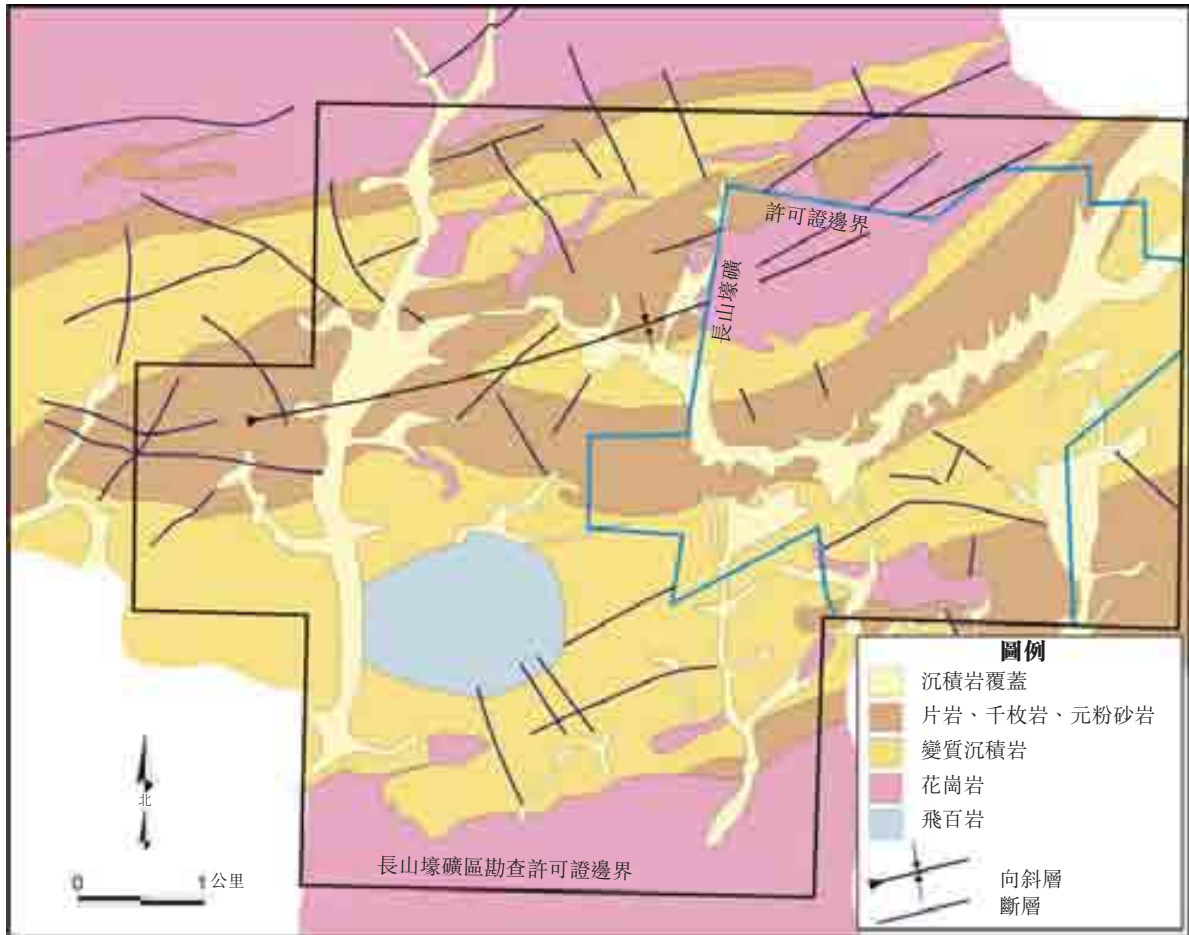 許可證邊界
長山壕礦
長山壕礦區勘查許可證邊界
北
0 1 公里
圖例
沉積岩覆蓋
片岩、千枚岩、元粉砂岩
變質沉積岩
花崗岩
飛百岩
向斜層
斷層